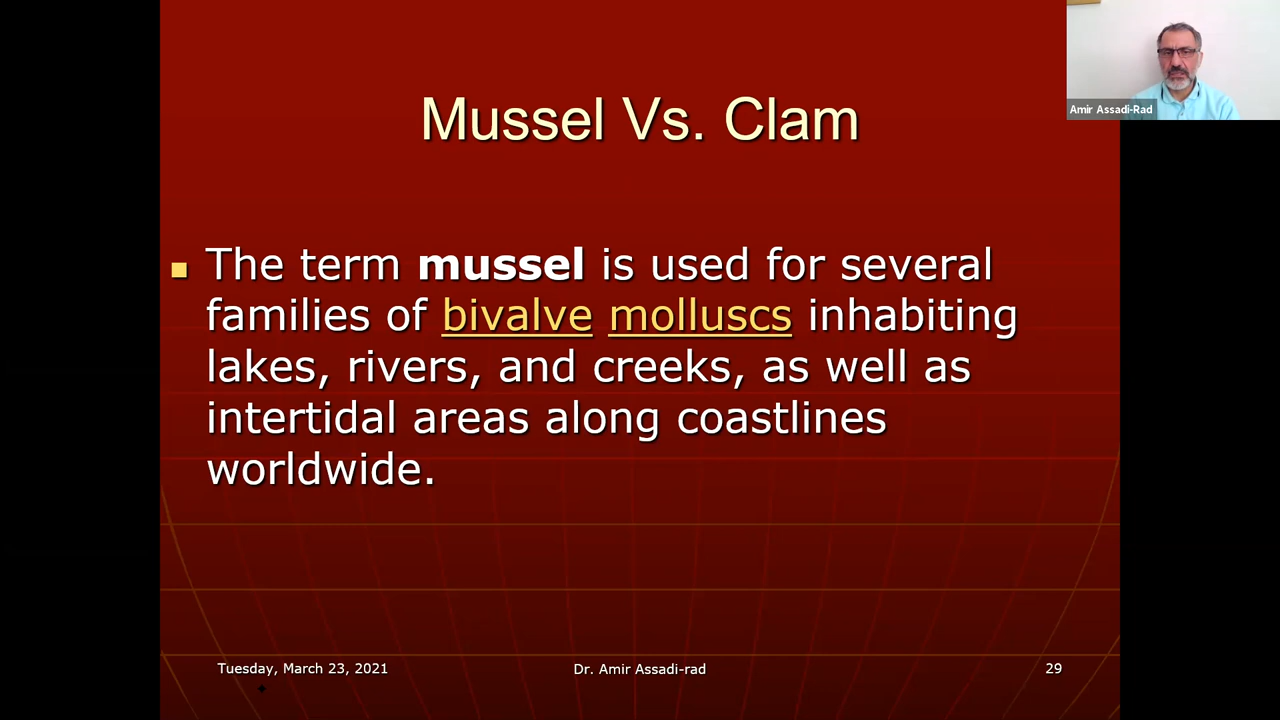 Amir Assadi-Rad
Mussel Vs. Clam
The term mussel is used for several
families of bivalve molluscs inhabiting
lakes, rivers, and creeks, as well as
intertidal areas along coastlines
worldwide.
Tuesday, March 23, 2021
Dr. Amir Assadi-rad
29